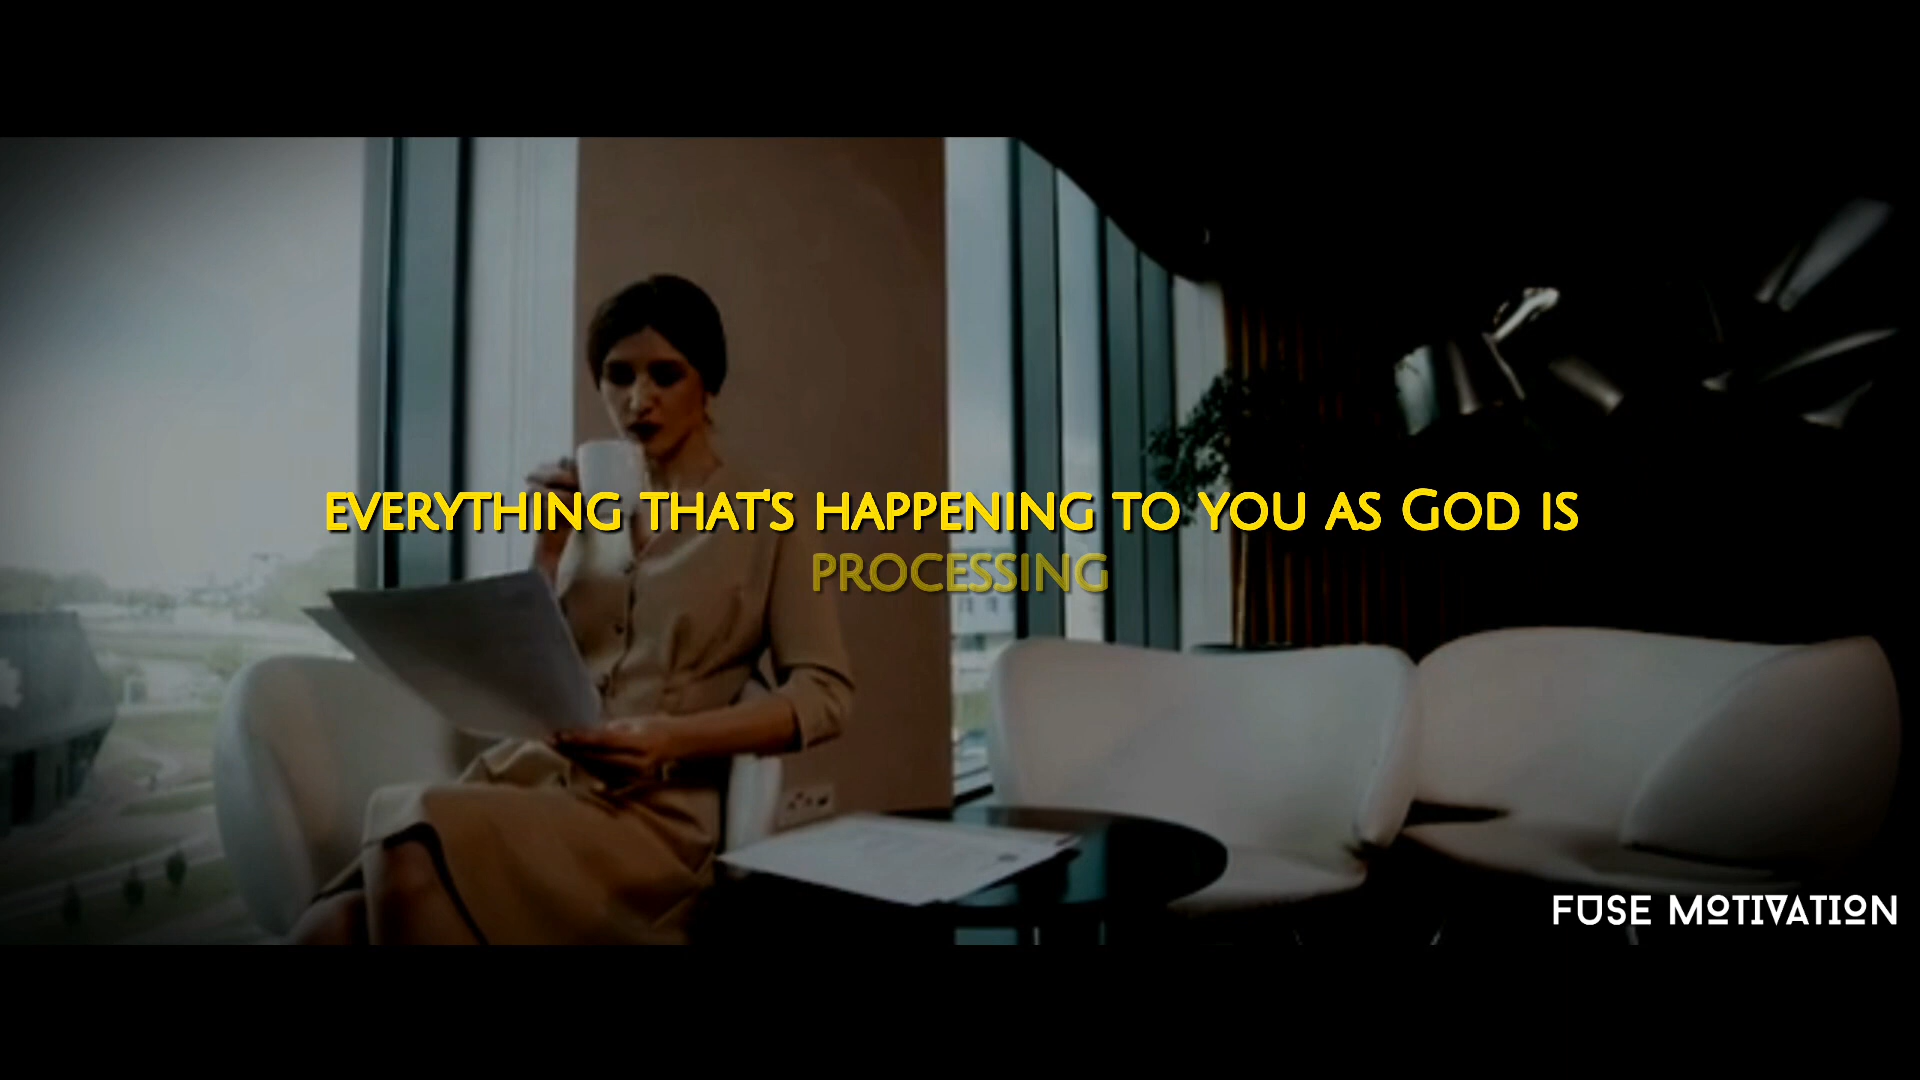 EVERYTHING THAT'S HAPPENING TO YOU AS GOD IS
PROCESSING
FUSE MOTIVATION